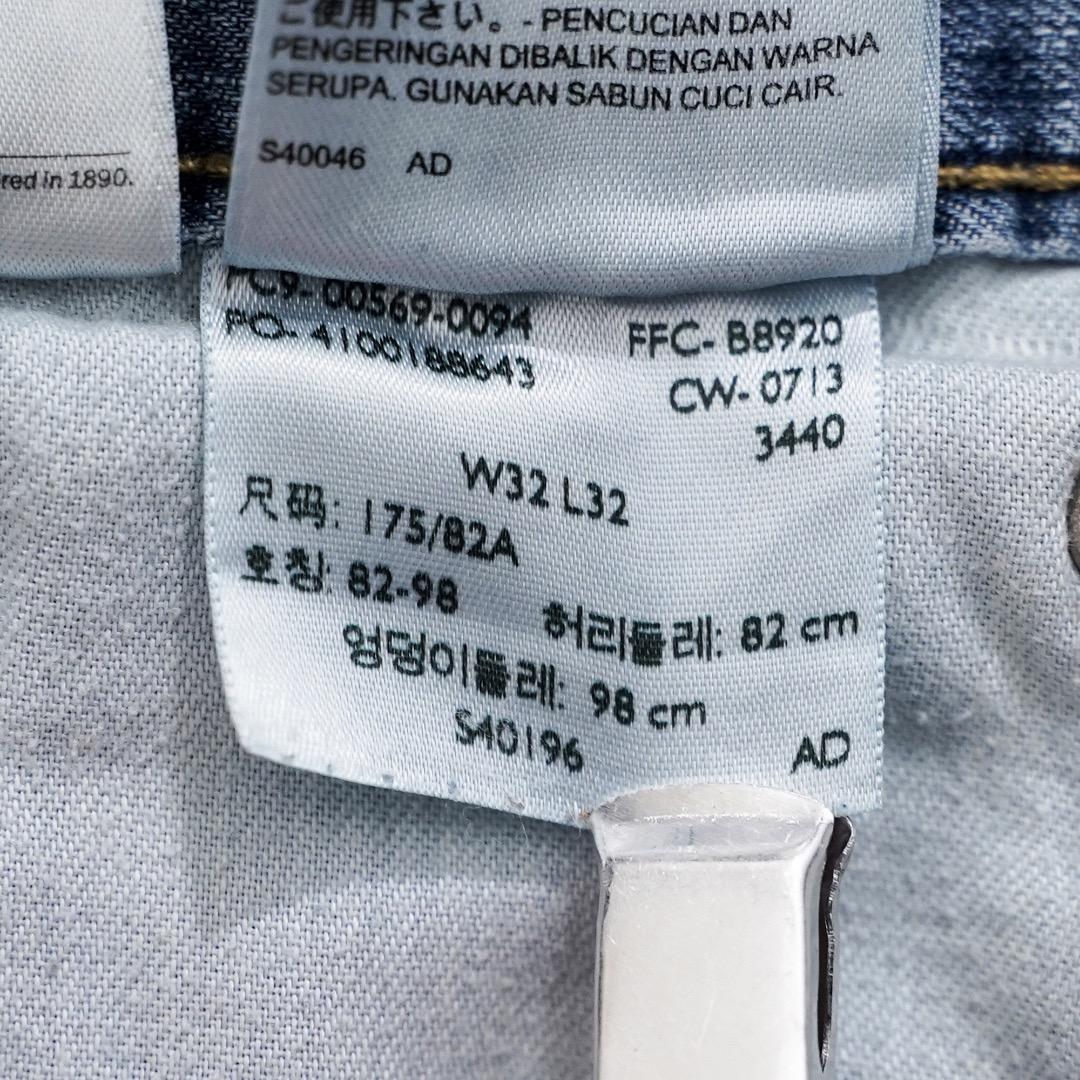 ご使用下さい。- PENCUCIAN DAN
PENGERINGAN DIBALIK DENGAN WARNA
SERUPA. GUNAKAN SABUN CUCI CAIR.
S40046 AD
red in 1890.
PC9- 00569-0094
PO- 4100188643
FFC- B8920
CW- 0713
3440
W32 L32
尺码: 175/82A
호칭: 82-98
허리둘레: 82 cm
엉덩이둘레: 98 cm
S40196 AD